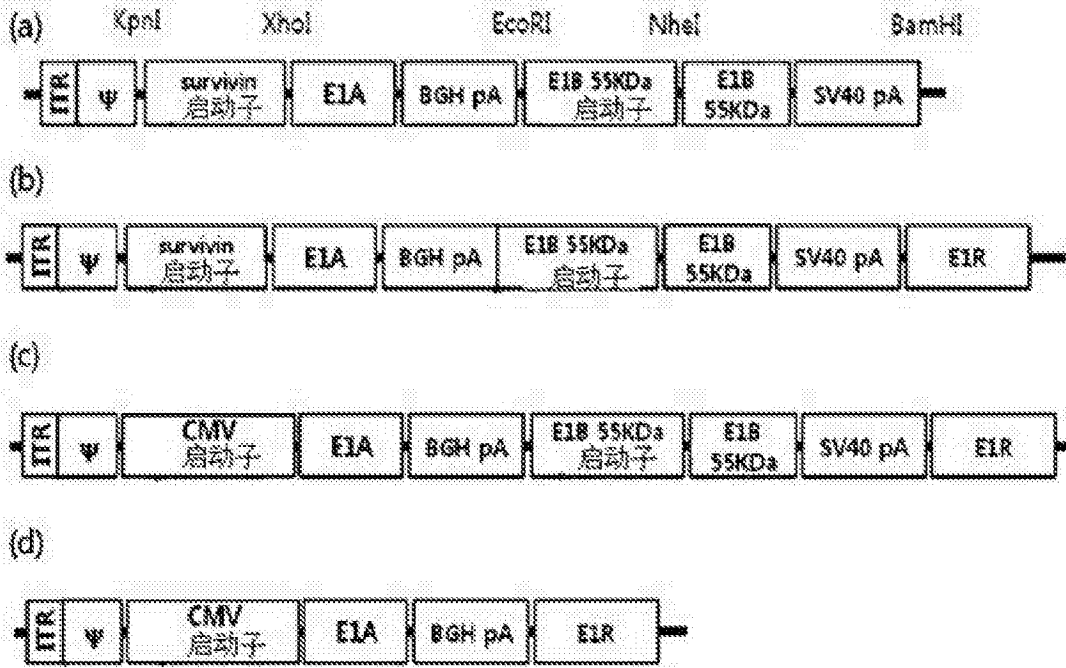 (a) KpnI XhoI EcoRI NheI BamHI
ITR Ψ survivin 启动子 E1A BGH pA E1B 55KDa 启动子 E1B 55KDa SV40 pA
(b)
ITR Ψ survivin 启动子 E1A BGH pA E1B 55KDa 启动子 E1B 55KDa SV40 pA E1R
(c)
ITR Ψ CMV 启动子 E1A BGH pA E1B 55KDa 启动子 E1B 55KDa SV40 pA E1R
(d)
ITR Ψ CMV 启动子 E1A BGH pA E1R